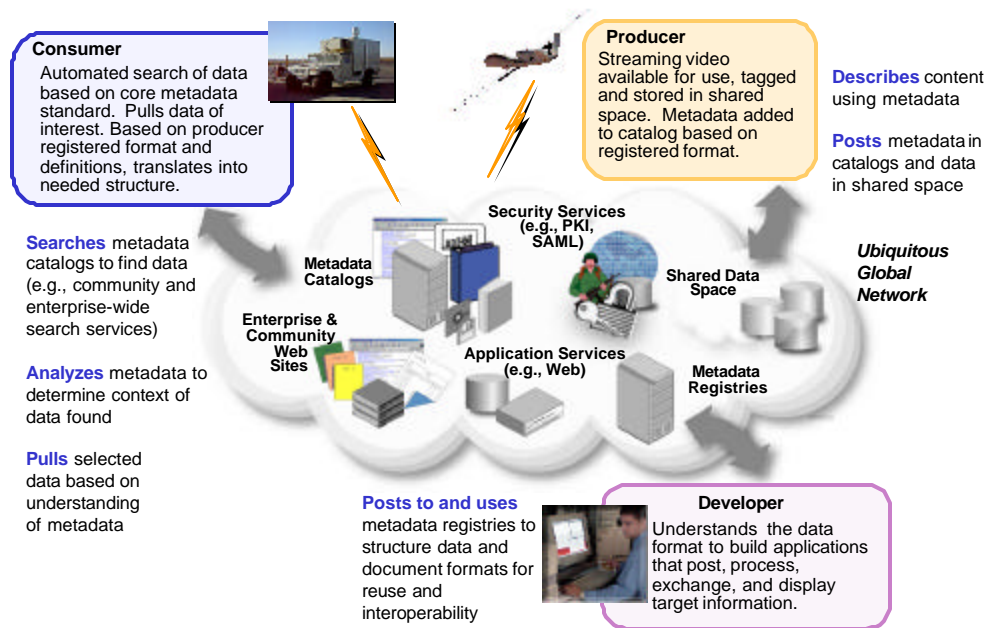 Consumer
Automated search of data
based on core metadata
standard. Pulls data of
interest. Based on producer
registered format and
definitions, translates into
needed structure.
Producer
Streaming video
available for use, tagged
and stored in shared
space. Metadata added
to catalog based on
registered format.
Describes content
using metadata
Posts metadata in
catalogs and data
in shared space
Searches metadata
catalogs to find data
(e.g., community and
enterprise-wide
search services)
Analyzes metadata to
determine context of
data found
Pulls selected
data based on
understanding
of metadata
Security Services
(e.g., PKI,
SAML)
Metadata
Catalogs
Shared Data
Space
Ubiquitous
Global
Network
Enterprise &
Community
Web
Sites
Application Services
(e.g., Web)
Metadata
Registries
Posts to and uses
metadata registries to
structure data and
document formats for
reuse and
interoperability
Developer
Understands the data
format to build applications
that post, process,
exchange, and display
target information.